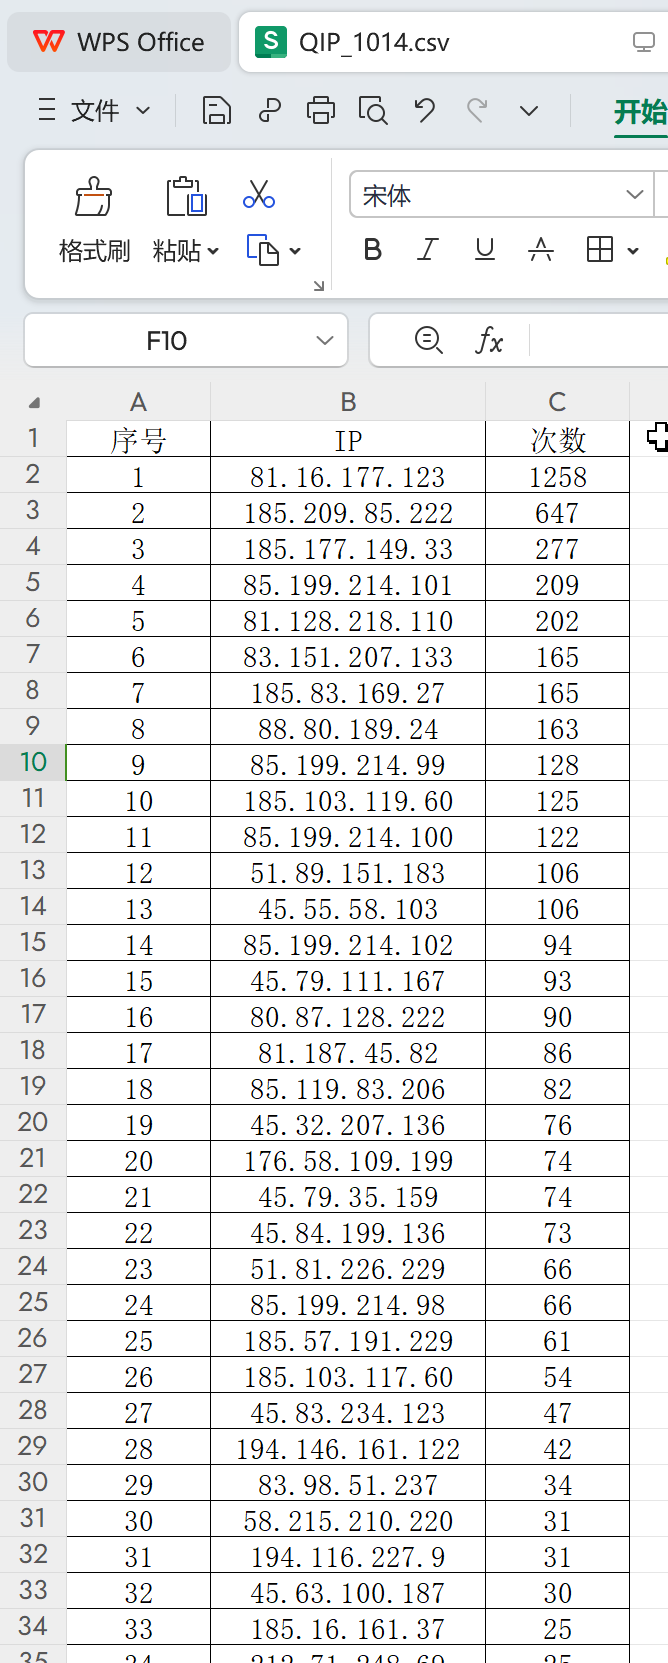 WPS Office
S QIP_1014.csv
文件
开始
格式刷 粘贴
宋体
B I U A
F10
fx
A B C
1 序号 IP 次数
2 1 81.16.177.123 1258
3 2 185.209.85.222 647
4 3 185.177.149.33 277
5 4 85.199.214.101 209
6 5 81.128.218.110 202
7 6 83.151.207.133 165
8 7 185.83.169.27 165
9 8 88.80.189.24 163
10 9 85.199.214.99 128
11 10 185.103.119.60 125
12 11 85.199.214.100 122
13 12 51.89.151.183 106
14 13 45.55.58.103 106
15 14 85.199.214.102 94
16 15 45.79.111.167 93
17 16 80.87.128.222 90
18 17 81.187.45.82 86
19 18 85.119.83.206 82
20 19 45.32.207.136 76
21 20 176.58.109.199 74
22 21 45.79.35.159 74
23 22 45.84.199.136 73
24 23 51.81.226.229 66
25 24 85.199.214.98 66
26 25 185.57.191.229 61
27 26 185.103.117.60 54
28 27 45.83.234.123 47
29 28 194.146.161.122 42
30 29 83.98.51.237 34
31 30 58.215.210.220 31
32 31 194.116.227.9 31
33 32 45.63.100.187 30
34 33 185.16.161.37 25
35 34 212.71.248.69 25